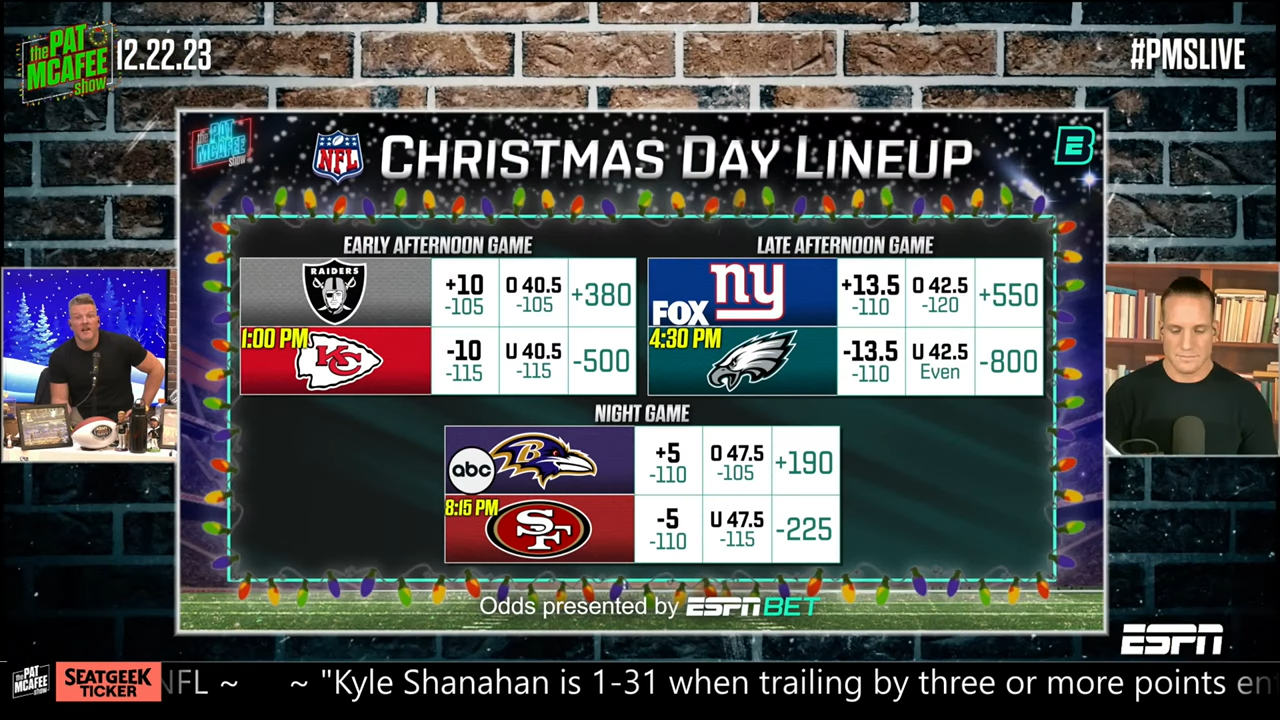 the PAT MCAFEE show
12.22.23
#PMSLIVE
the PAT MCAFEE show
NFL
CHRISTMAS DAY LINEUP
E
EARLY AFTERNOON GAME
RAIDERS
+10 -105
O 40.5 -105
+380
1:00 PM
KC
-10 -115
U 40.5 -115
-500
LATE AFTERNOON GAME
FOX
ny
+13.5 -110
O 42.5 -120
+550
4:30 PM
-13.5 -110
U 42.5 Even
-800
NIGHT GAME
abc
B
+5 -110
O 47.5 -105
+190
8:15 PM
SF
-5 -110
U 47.5 -115
-225
Odds presented by ESPN BET
ESPN
the PAT MCAFEE show
SEATGEEK TICKER
NFL ~ ~ "Kyle Shanahan is 1-31 when trailing by three or more points en